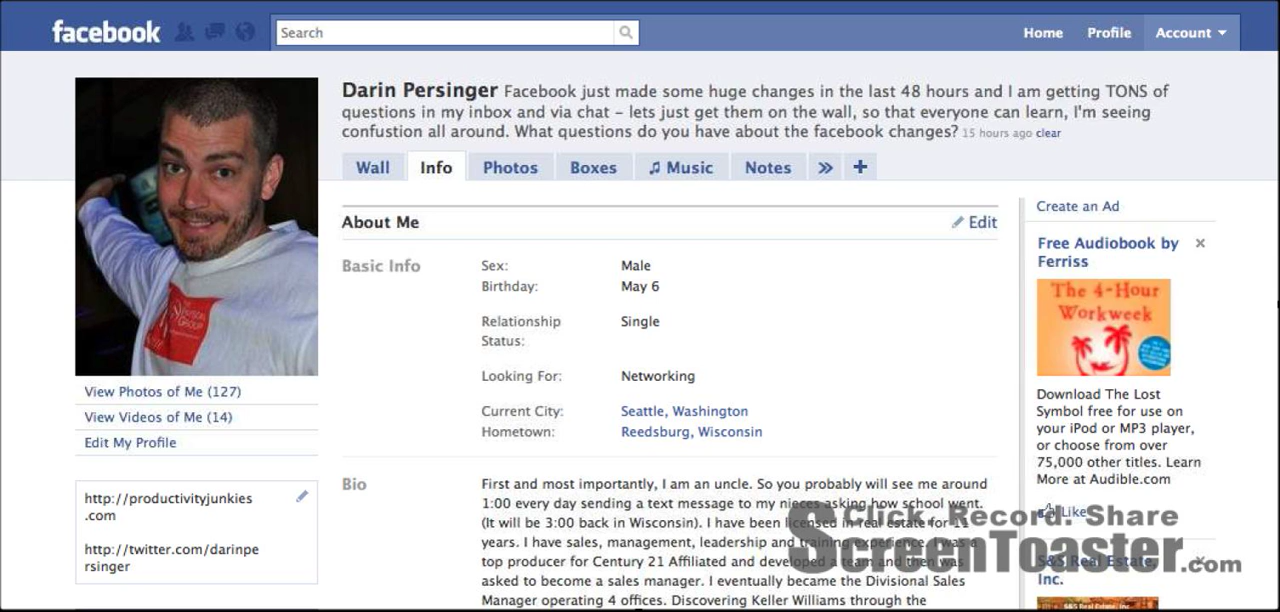 facebook
Search
Home Profile Account
Darin Persinger Facebook just made some huge changes in the last 48 hours and I am getting TONS of
questions in my inbox and via chat – lets just get them on the wall, so that everyone can learn, I'm seeing
confustion all around. What questions do you have about the facebook changes? 15 hours ago clear
Wall Info Photos Boxes Music Notes » +
About Me Edit
Basic Info
Sex: Male
Birthday: May 6
Relationship Single
Status:
Looking For: Networking
Current City: Seattle, Washington
Hometown: Reedsburg, Wisconsin
Bio
First and most importantly, I am an uncle. So you probably will see me around
1:00 every day sending a text message to my nieces asking how school went.
(It will be 3:00 back in Wisconsin). I have been licensed in real estate for 11
years. I have sales, management, leadership and training experience. I was a
top producer for Century 21 Affiliated and developed a team and then was
asked to become a sales manager. I eventually became the Divisional Sales
Manager operating 4 offices. Discovering Keller Williams through the
View Photos of Me (127)
View Videos of Me (14)
Edit My Profile
http://productivityjunkies
.com
http://twitter.com/darinpe
rsinger
Create an Ad
Free Audiobook by
Ferriss
The 4-Hour
Workweek
Download The Lost
Symbol free for use on
your iPod or MP3 player,
or choose from over
75,000 other titles. Learn
More at Audible.com
Like
S&S Real Estate,
Inc.
Click. Record. Share
ScreenToaster.com